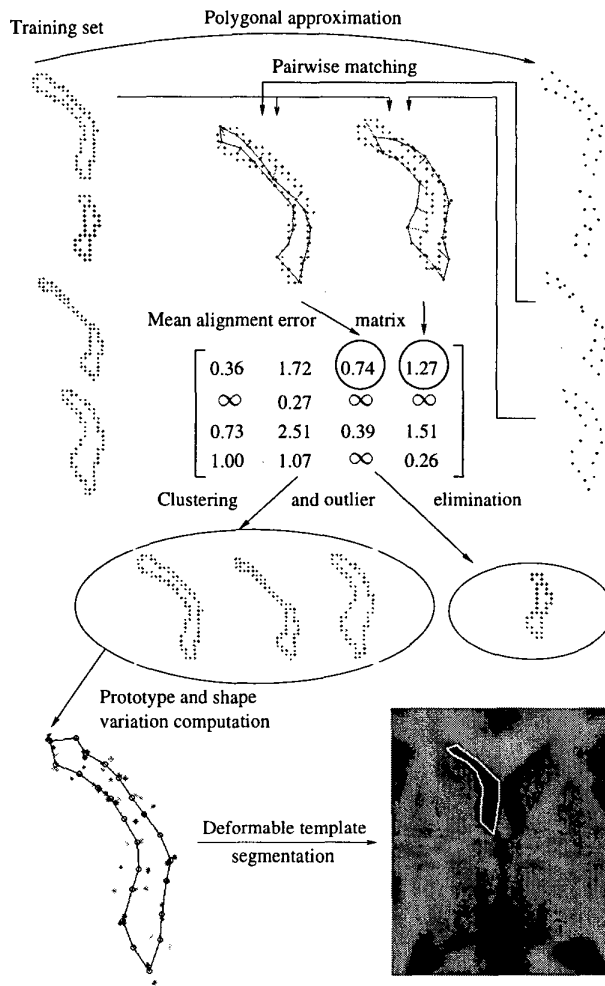 Polygonal approximation
Training set
Pairwise matching
Mean alignment error matrix
0.36 1.72 0.74 1.27
∞ 0.27 ∞ ∞
0.73 2.51 0.39 1.51
1.00 1.07 ∞ 0.26
Clustering and outlier elimination
Prototype and shape
variation computation
Deformable template
segmentation